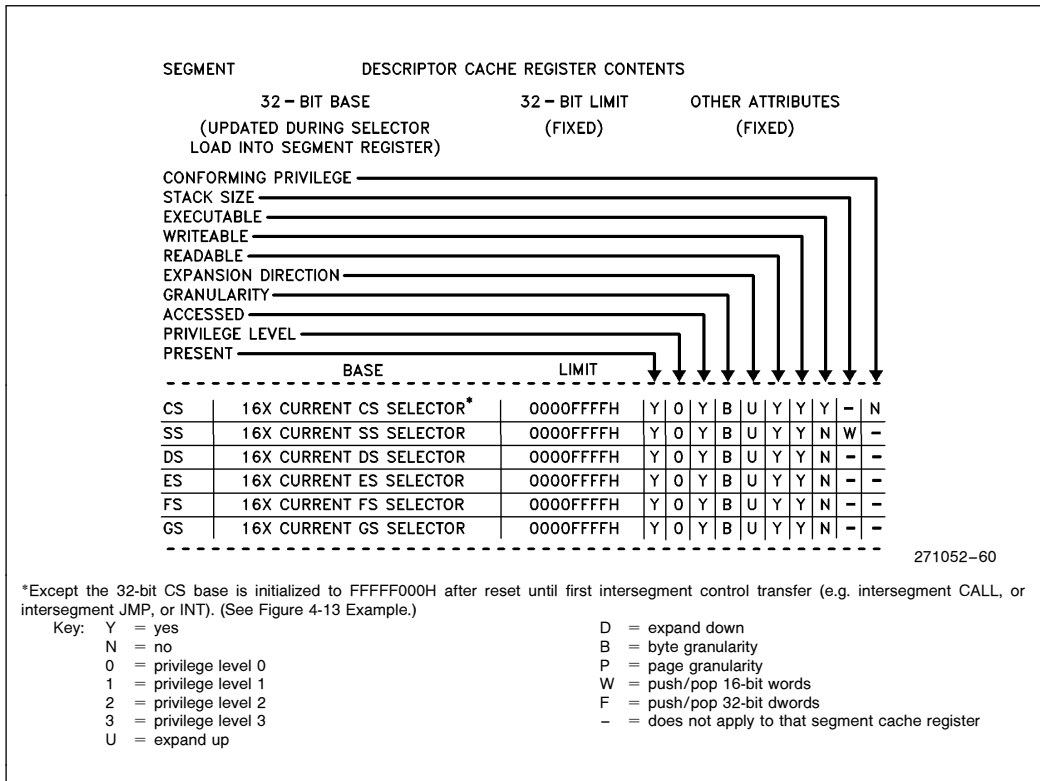 SEGMENT DESCRIPTOR CACHE REGISTER CONTENTS
32 – BIT BASE 32 – BIT LIMIT OTHER ATTRIBUTES
(UPDATED DURING SELECTOR (FIXED) (FIXED)
LOAD INTO SEGMENT REGISTER)
CONFORMING PRIVILEGE
STACK SIZE
EXECUTABLE
WRITEABLE
READABLE
EXPANSION DIRECTION
GRANULARITY
ACCESSED
PRIVILEGE LEVEL
PRESENT
BASE LIMIT
CS 16X CURRENT CS SELECTOR* 0000FFFFH Y 0 Y B U Y Y Y – N
SS 16X CURRENT SS SELECTOR 0000FFFFH Y 0 Y B U Y Y N W –
DS 16X CURRENT DS SELECTOR 0000FFFFH Y 0 Y B U Y Y N – –
ES 16X CURRENT ES SELECTOR 0000FFFFH Y 0 Y B U Y Y N – –
FS 16X CURRENT FS SELECTOR 0000FFFFH Y 0 Y B U Y Y N – –
GS 16X CURRENT GS SELECTOR 0000FFFFH Y 0 Y B U Y Y N – –
271052–60
*Except the 32-bit CS base is initialized to FFFFF000H after reset until first intersegment control transfer (e.g. intersegment CALL, or
intersegment JMP, or INT). (See Figure 4-13 Example.)
Key: Y = yes D = expand down
N = no B = byte granularity
0 = privilege level 0 P = page granularity
1 = privilege level 1 W = push/pop 16-bit words
2 = privilege level 2 F = push/pop 32-bit dwords
3 = privilege level 3 – = does not apply to that segment cache register
U = expand up